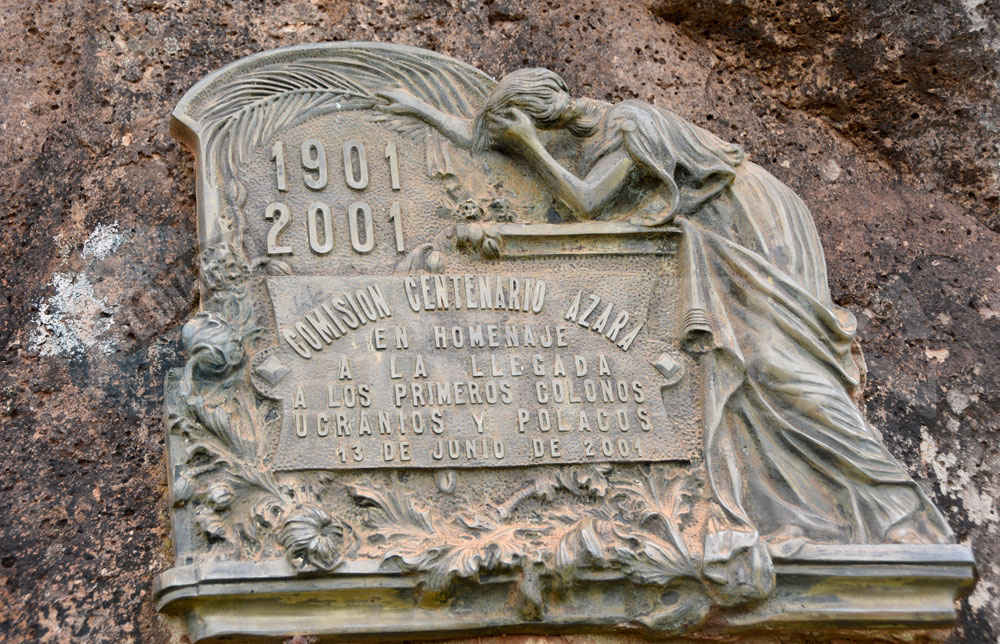 1901
2001
COMISION CENTENARIO AZARA
EN HOMENAJE
A LA LLEGADA
A LOS PRIMEROS COLONOS
UCRANIOS Y POLACOS
13 DE JUNIO DE 2001